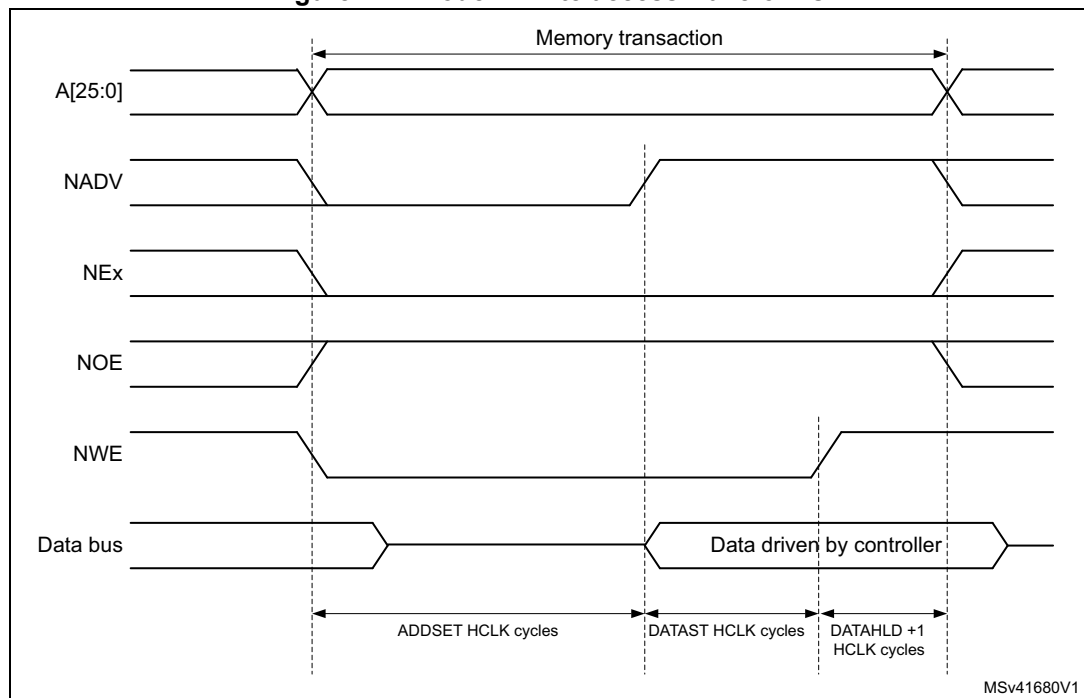 Memory transaction
A[25:0]
NADV
NEx
NOE
NWE
Data bus
Data driven by controller
ADDSET HCLK cycles
DATAST HCLK cycles
DATAHLD +1
HCLK cycles
MSv41680V1